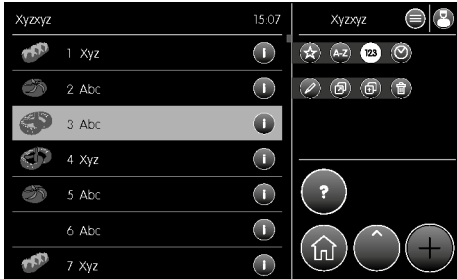 Xyzxyz 15:07 Xyzxyz
1 Xyz i
A-Z 123
2 Abc i
3 Abc i
4 Xyz i
5 Abc i
?
6 Abc i
7 Xyz i